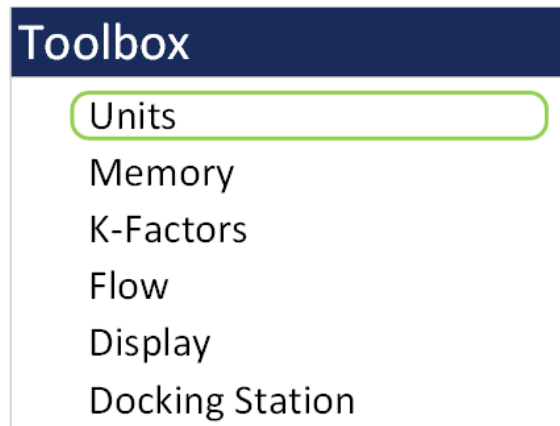 Toolbox
Units
Memory
K-Factors
Flow
Display
Docking Station